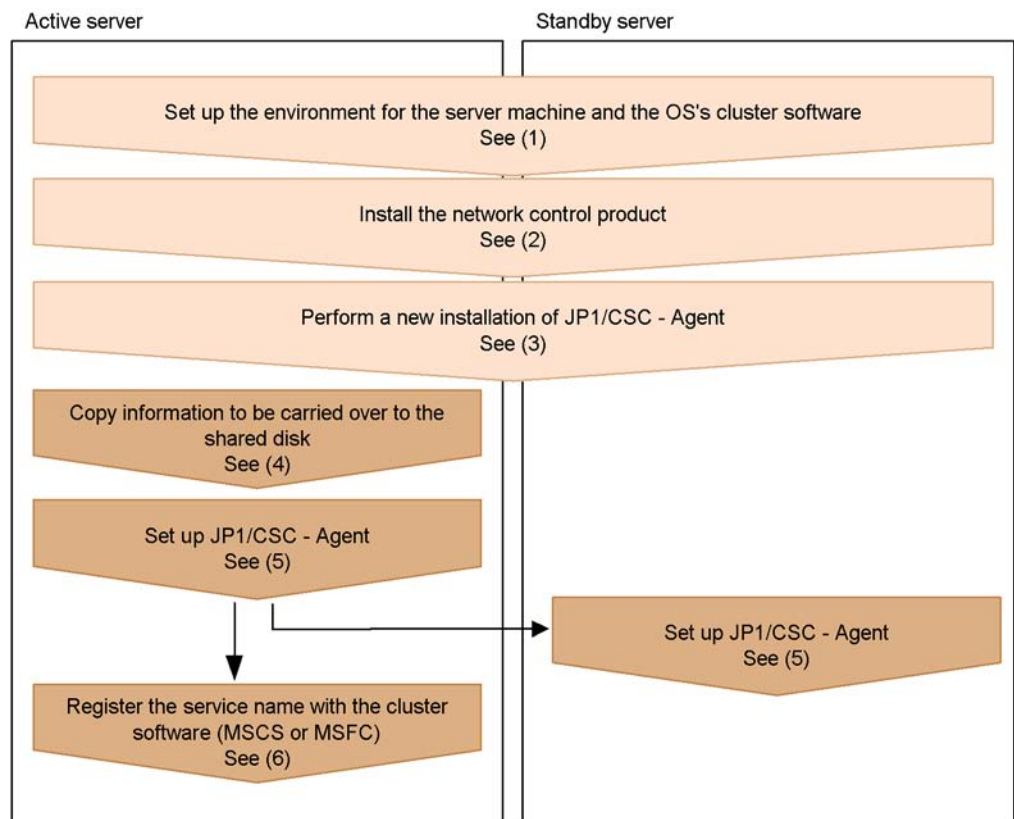 Active server
Standby server
Set up the environment for the server machine and the OS's cluster software
See (1)
Install the network control product
See (2)
Perform a new installation of JP1/CSC - Agent
See (3)
Copy information to be carried over to the
shared disk
See (4)
Set up JP1/CSC - Agent
See (5)
Set up JP1/CSC - Agent
See (5)
Register the service name with the cluster
software (MSCS or MSFC)
See (6)